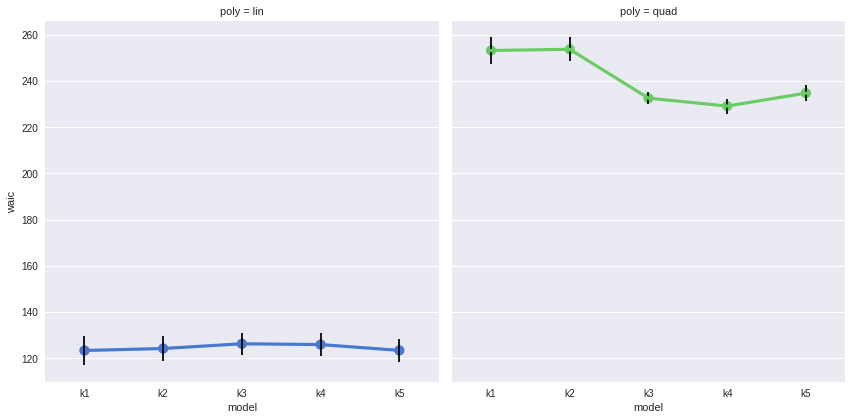 poly = lin
poly = quad
260
240
220
200
180
160
140
120
waic
k1 k2 k3 k4 k5
k1 k2 k3 k4 k5
model
model